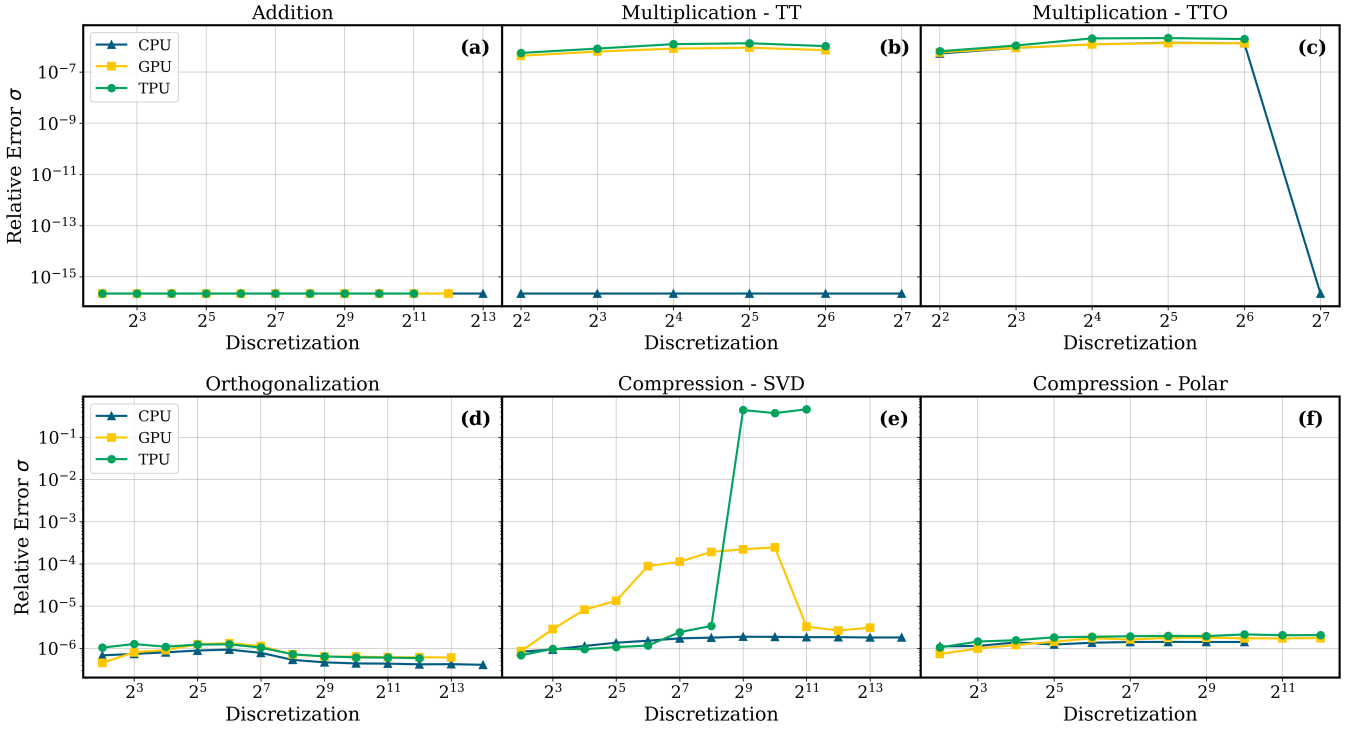 Addition
Multiplication - TT
Multiplication - TTO
CPU
GPU
TPU
(a)
(b)
(c)
Relative Error σ
10⁻⁷
10⁻⁹
10⁻¹¹
10⁻¹³
10⁻¹⁵
2³ 2⁵ 2⁷ 2⁹ 2¹¹ 2¹³
2² 2³ 2⁴ 2⁵ 2⁶ 2⁷
2² 2³ 2⁴ 2⁵ 2⁶ 2⁷
Discretization
Discretization
Discretization
Orthogonalization
Compression - SVD
Compression - Polar
CPU
GPU
TPU
(d)
(e)
(f)
Relative Error σ
10⁻¹
10⁻²
10⁻³
10⁻⁴
10⁻⁵
10⁻⁶
2³ 2⁵ 2⁷ 2⁹ 2¹¹ 2¹³
2³ 2⁵ 2⁷ 2⁹ 2¹¹ 2¹³
2³ 2⁵ 2⁷ 2⁹ 2¹¹
Discretization
Discretization
Discretization